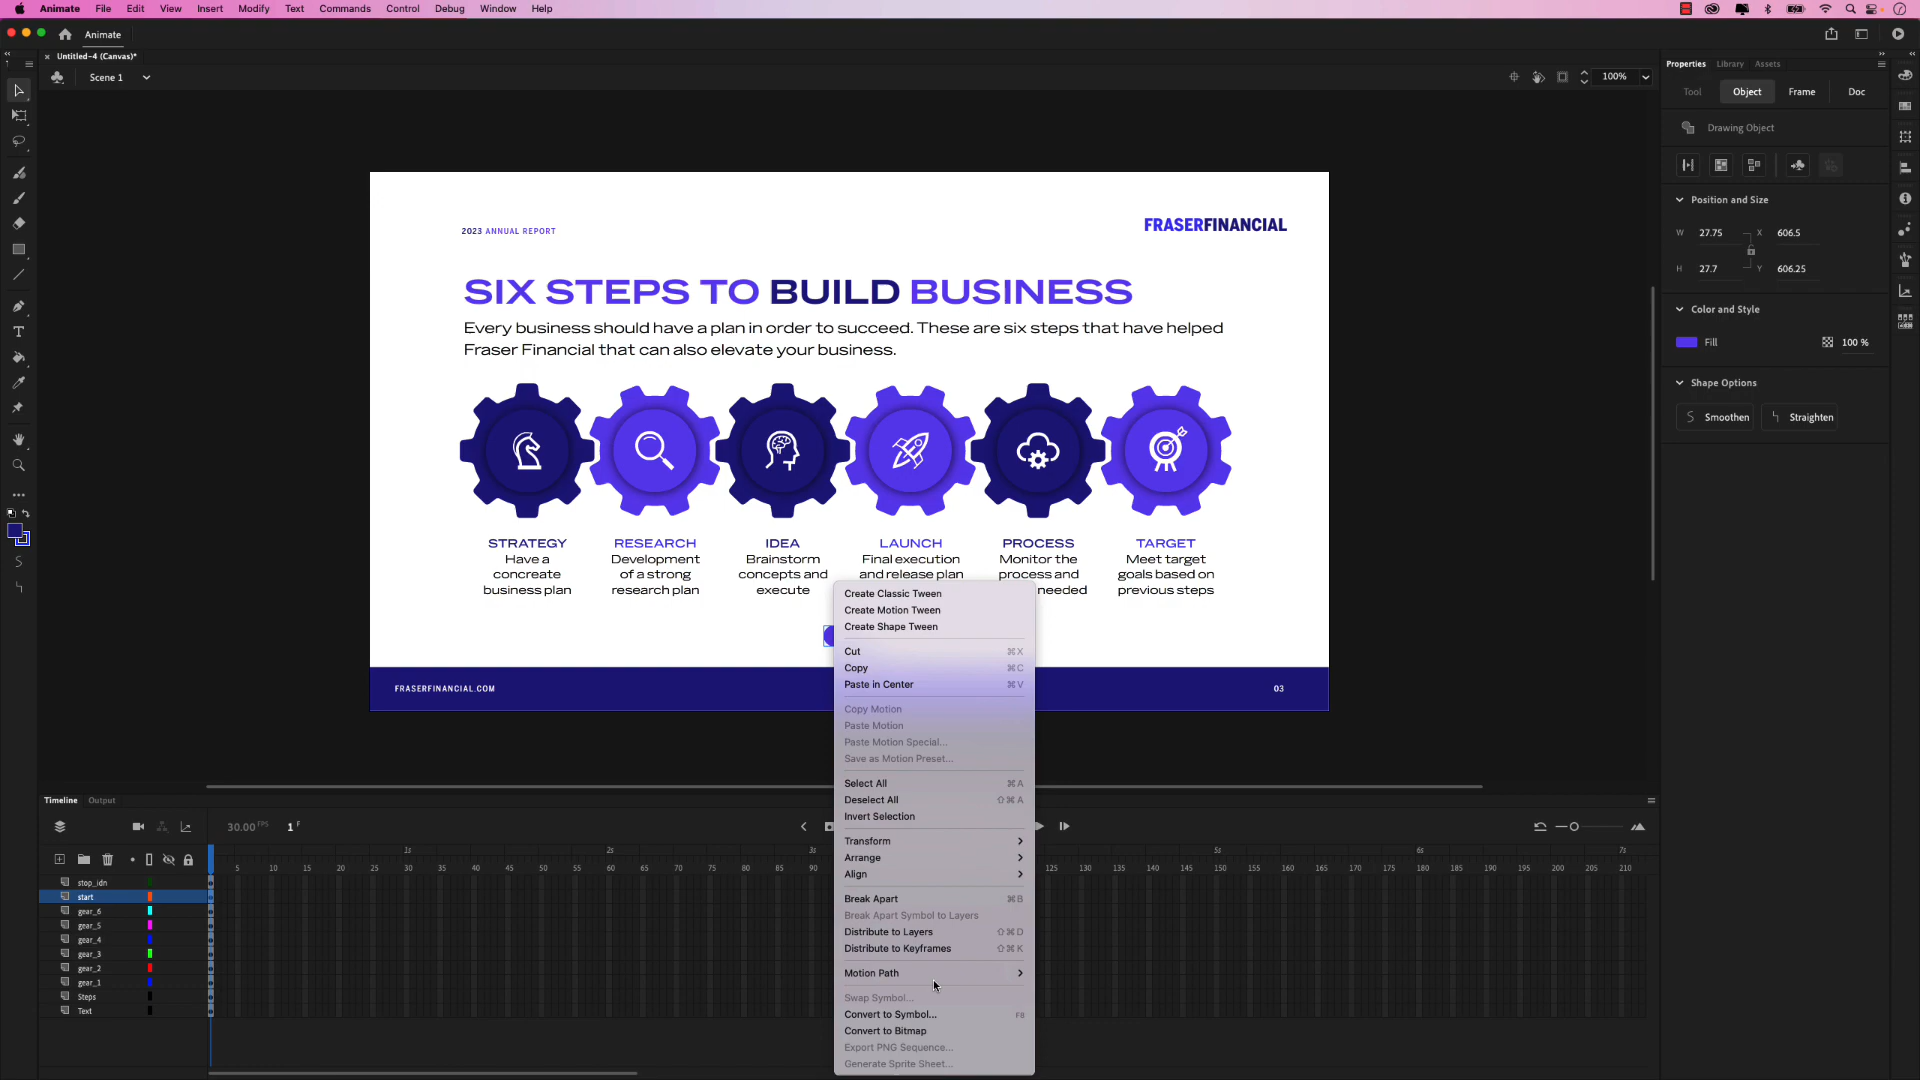 Animate File Edit View Insert Modify Text Commands Control Debug Window Help
Animate
Untitled-4 (Canvas)*
Scene 1
100%
Properties Library Assets
Tool Object Frame Doc
Drawing Object
Position and Size
W 27.75 X 606.5
H 27.7 Y 606.25
Color and Style
Fill 100 %
Shape Options
Smoothen Straighten
2023 ANNUAL REPORT
FRASERFINANCIAL
SIX STEPS TO BUILD BUSINESS
Every business should have a plan in order to succeed. These are six steps that have helped
Fraser Financial that can also elevate your business.
STRATEGY
Have a
concreate
business plan
RESEARCH
Development
of a strong
research plan
IDEA
Brainstorm
concepts and
execute
LAUNCH
Final execution
and release plan
PROCESS
Monitor the
process and
needed
TARGET
Meet target
goals based on
previous steps
FRASERFINANCIAL.COM
03
Create Classic Tween
Create Motion Tween
Create Shape Tween
Cut ⌘X
Copy ⌘C
Paste in Center ⌘V
Copy Motion
Paste Motion
Paste Motion Special...
Save as Motion Preset...
Select All ⌘A
Deselect All ⇧⌘A
Invert Selection
Transform
Arrange
Align
Break Apart ⌘B
Break Apart Symbol to Layers
Distribute to Layers ⇧⌘D
Distribute to Keyframes ⇧⌘K
Motion Path
Swap Symbol...
Convert to Symbol... F8
Convert to Bitmap
Export PNG Sequence...
Generate Sprite Sheet...
Timeline Output
30.00 FPS 1 F
1s 2s 3s 5s 6s 7s
5 10 15 20 25 30 35 40 45 50 55 60 65 70 75 80 85 90 125 130 135 140 145 150 155 160 165 170 175 180 185 190 195 200 205 210
stop_idn
start
gear_6
gear_5
gear_4
gear_3
gear_2
gear_1
Steps
Text